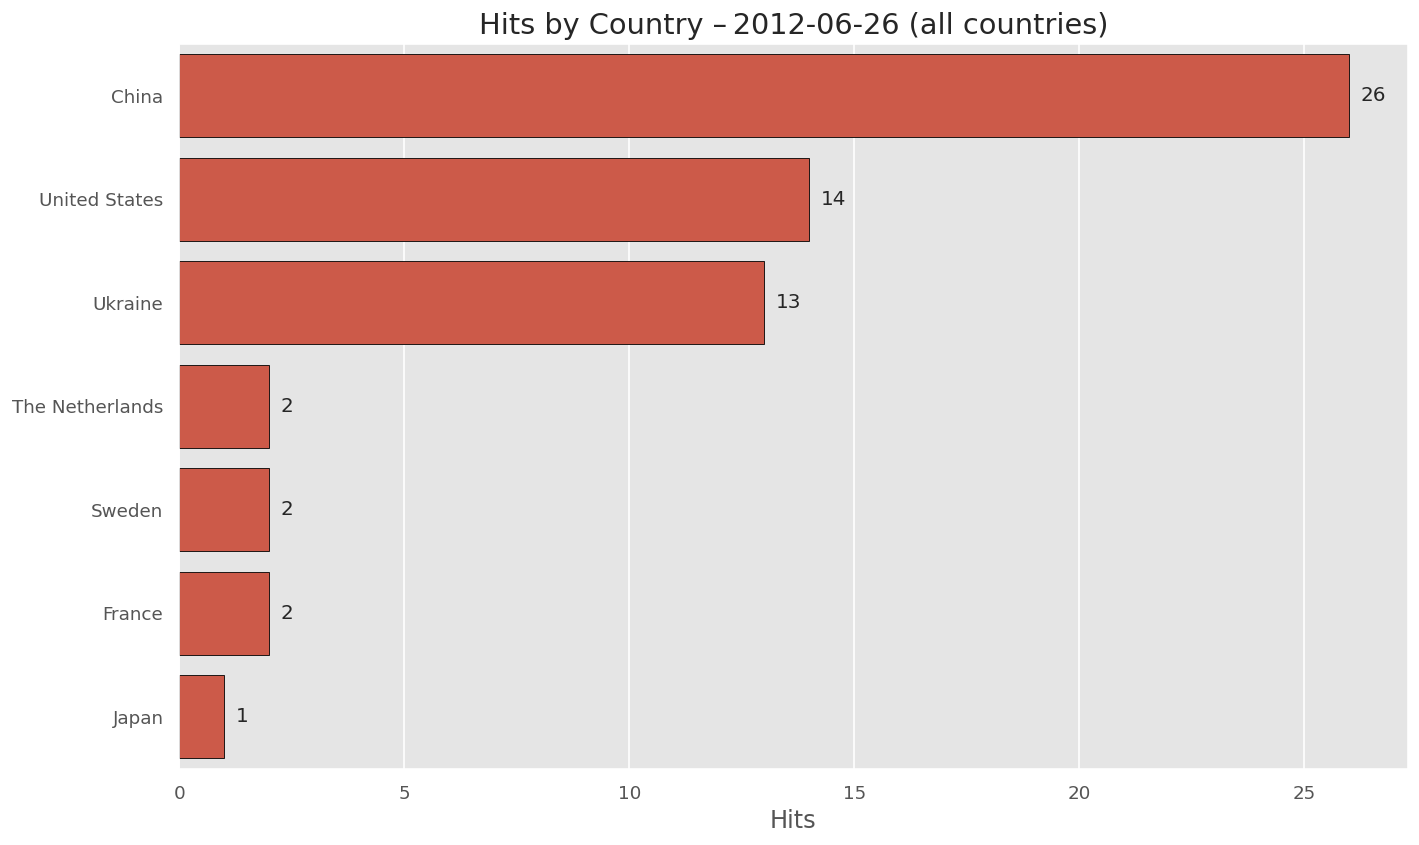 Hits by Country – 2012-06-26 (all countries)
China 26
United States 14
Ukraine 13
The Netherlands 2
Sweden 2
France 2
Japan 1
0 5 10 15 20 25
Hits